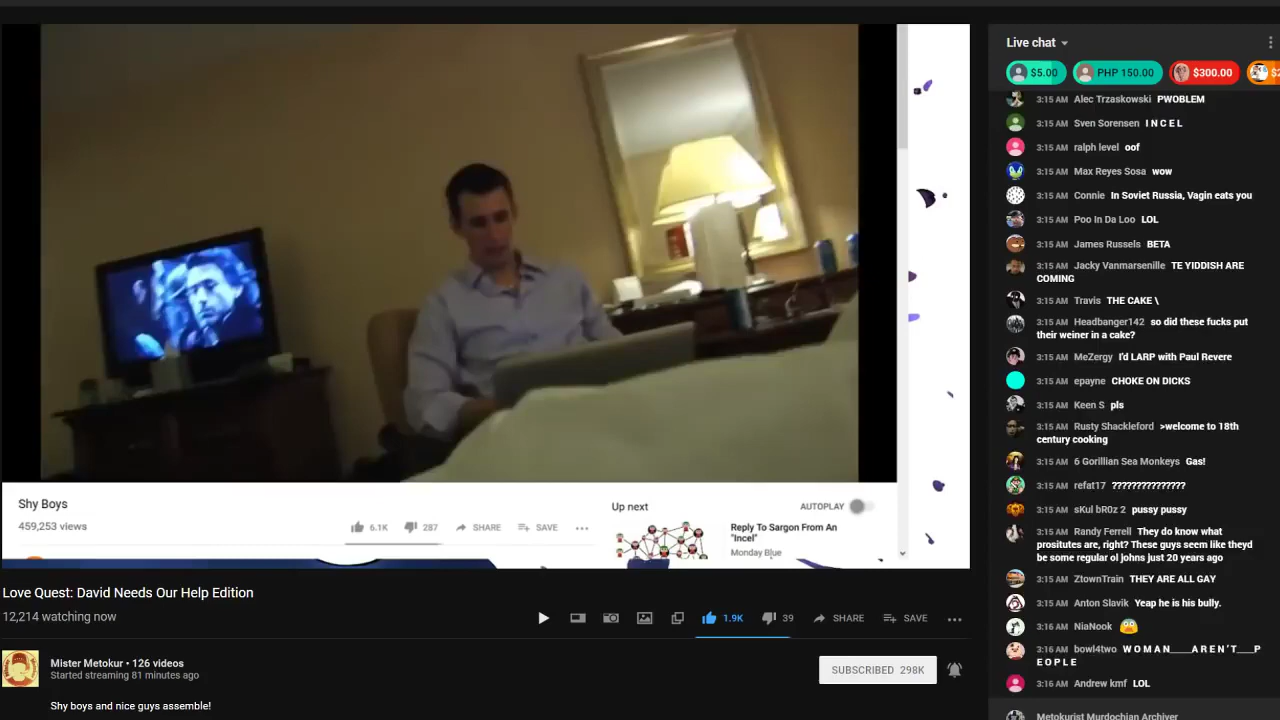 Live chat
$5.00
PHP 150.00
$300.00
3:15 AM Alec Trzaskowski PWOBLEM
3:15 AM Sven Sorensen I N C E L
3:15 AM ralph level oof
3:15 AM Max Reyes Sosa wow
3:15 AM Connie In Soviet Russia, Vagin eats you
3:15 AM Poo In Da Loo LOL
3:15 AM James Russels BETA
3:15 AM Jacky Vanmarsenille TE YIDDISH ARE
COMING
3:15 AM Travis THE CAKE \
3:15 AM Headbanger142 so did these fucks put
their weiner in a cake?
3:15 AM MeZergy I'd LARP with Paul Revere
3:15 AM epayne CHOKE ON DICKS
3:15 AM Keen S pls
3:15 AM Rusty Shackleford >welcome to 18th
century cooking
3:15 AM 6 Gorillian Sea Monkeys Gas!
3:15 AM refat17 ???????????????
3:15 AM sKul bR0z 2 pussy pussy
3:15 AM Randy Ferrell They do know what
prositutes are, right? These guys seem like theyd
be some regular ol johns just 20 years ago
3:15 AM ZtownTrain THEY ARE ALL GAY
3:15 AM Anton Slavik Yeap he is his bully.
3:16 AM NiaNook
3:16 AM bowl4two W O M A N___A R E N ' T___P
E O P L E
3:16 AM Andrew kmf LOL
Metokurist Murdochian Archiver
Shy Boys
459,253 views
6.1K
287
SHARE
SAVE
Up next
AUTOPLAY
Reply To Sargon From An
"Incel"
Monday Blue
Love Quest: David Needs Our Help Edition
12,214 watching now
1.9K
39
SHARE
SAVE
Mister Metokur • 126 videos
Started streaming 81 minutes ago
SUBSCRIBED 298K
Shy boys and nice guys assemble!